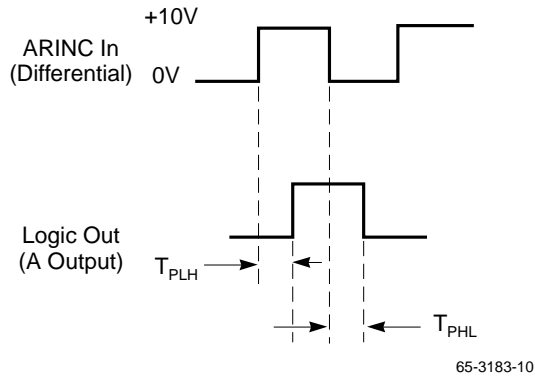 +10V
ARINC In
(Differential)
0V
Logic Out
(A Output)
TPLH
TPHL
65-3183-10